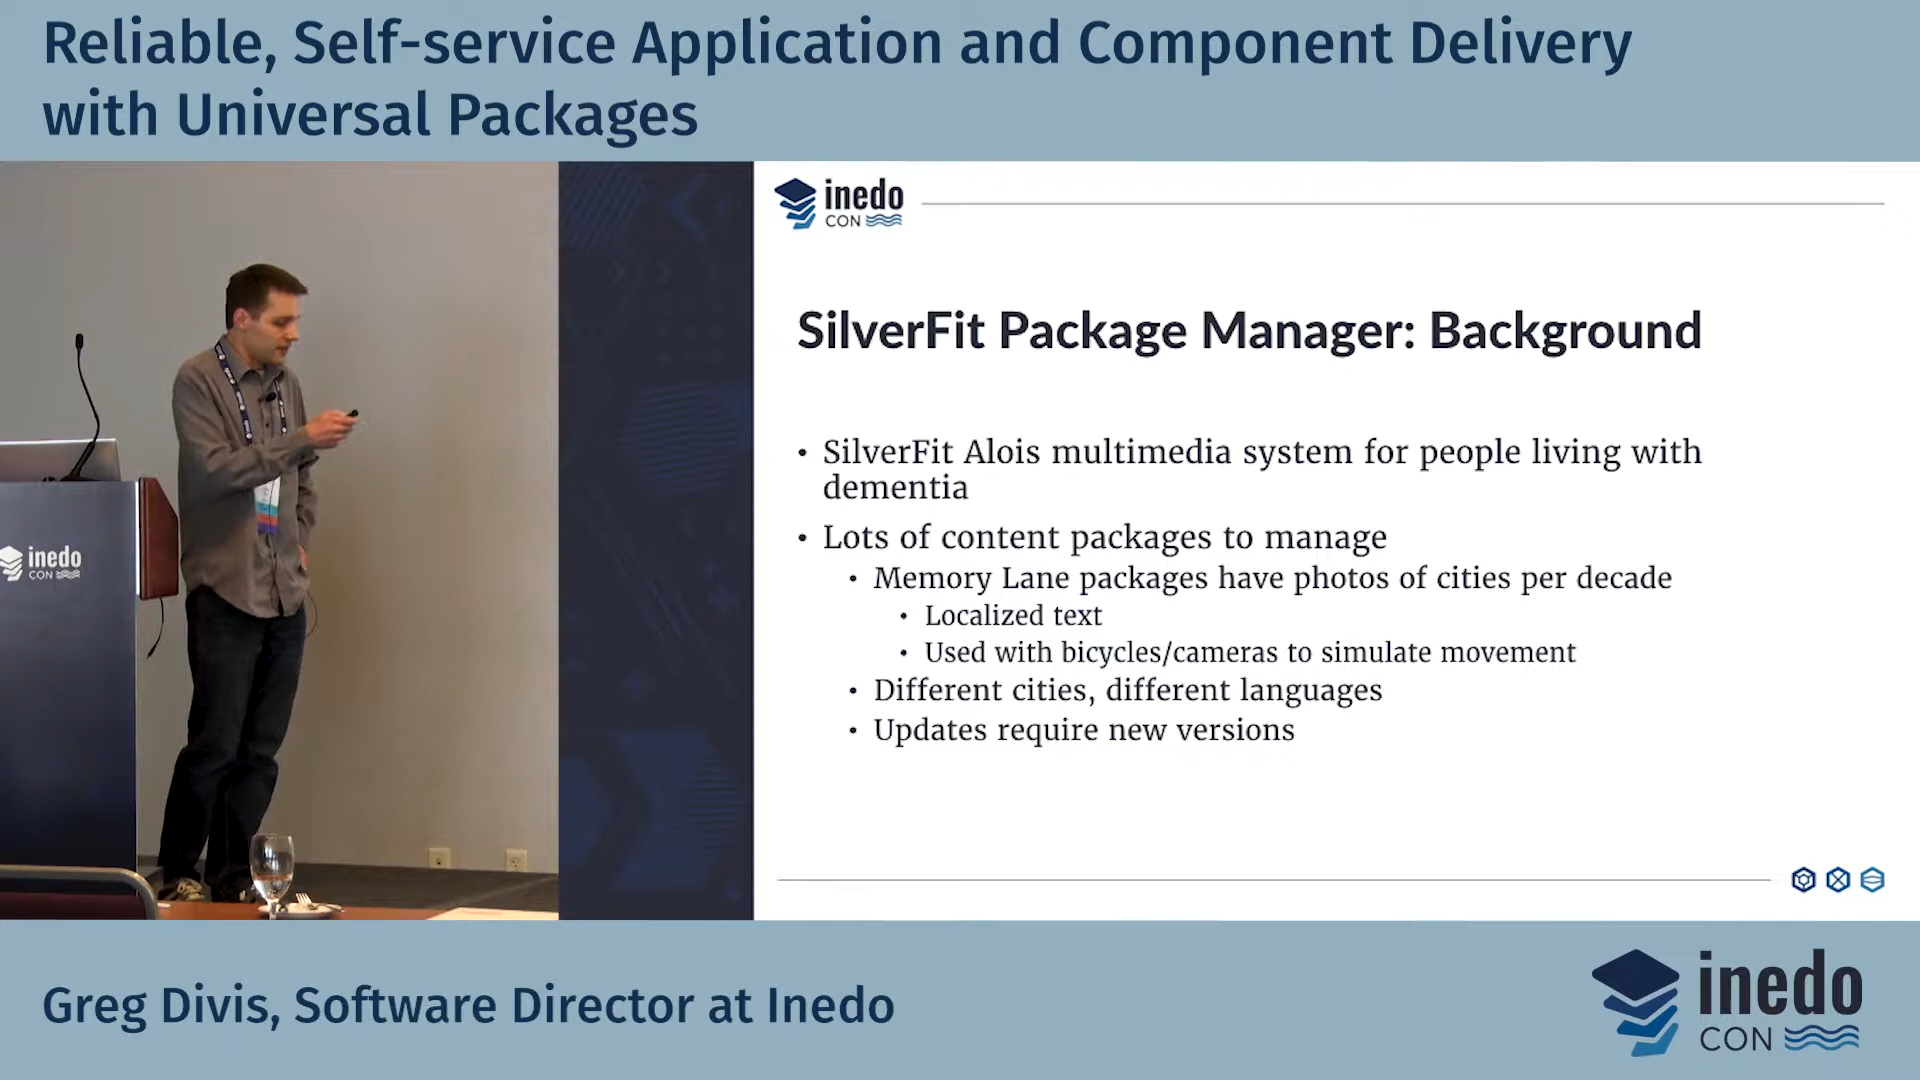 Reliable, Self-service Application and Component Delivery
with Universal Packages
inedo
CON
SilverFit Package Manager: Background
• SilverFit Alois multimedia system for people living with
dementia
• Lots of content packages to manage
• Memory Lane packages have photos of cities per decade
• Localized text
• Used with bicycles/cameras to simulate movement
• Different cities, different languages
• Updates require new versions
inedo
CON
Greg Divis, Software Director at Inedo
inedo
CON